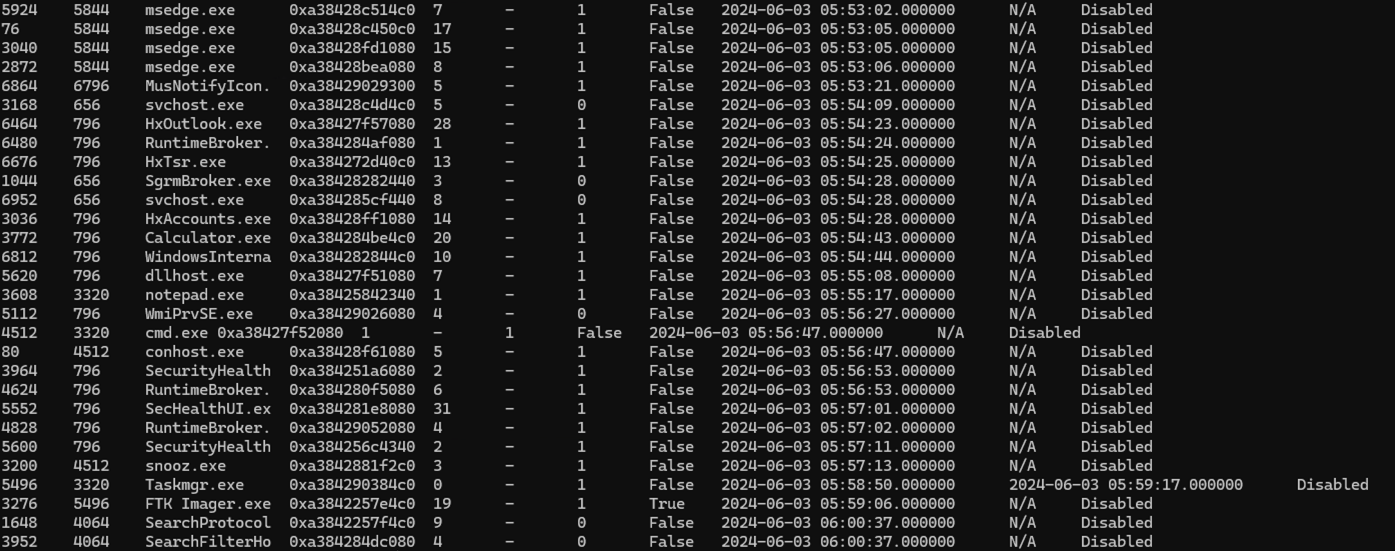 5924 5844 msedge.exe 0xa38428c514c0 7 - 1 False 2024-06-03 05:53:02.000000 N/A Disabled
76 5844 msedge.exe 0xa38428c450c0 17 - 1 False 2024-06-03 05:53:05.000000 N/A Disabled
3040 5844 msedge.exe 0xa38428fd1080 15 - 1 False 2024-06-03 05:53:05.000000 N/A Disabled
2872 5844 msedge.exe 0xa38428bea080 8 - 1 False 2024-06-03 05:53:06.000000 N/A Disabled
6864 6796 MusNotifyIcon. 0xa38429029300 5 - 1 False 2024-06-03 05:53:21.000000 N/A Disabled
3168 656 svchost.exe 0xa38428c4d4c0 5 - 0 False 2024-06-03 05:54:09.000000 N/A Disabled
6464 796 HxOutlook.exe 0xa38427f57080 28 - 1 False 2024-06-03 05:54:23.000000 N/A Disabled
6480 796 RuntimeBroker. 0xa384284af080 1 - 1 False 2024-06-03 05:54:24.000000 N/A Disabled
6676 796 HxTsr.exe 0xa384272d40c0 13 - 1 False 2024-06-03 05:54:25.000000 N/A Disabled
1044 656 SgrmBroker.exe 0xa38428282440 3 - 0 False 2024-06-03 05:54:28.000000 N/A Disabled
6952 656 svchost.exe 0xa384285cf440 8 - 0 False 2024-06-03 05:54:28.000000 N/A Disabled
3036 796 HxAccounts.exe 0xa38428ff1080 14 - 1 False 2024-06-03 05:54:28.000000 N/A Disabled
3772 796 Calculator.exe 0xa384284be4c0 20 - 1 False 2024-06-03 05:54:43.000000 N/A Disabled
6812 796 WindowsInterna 0xa384282844c0 10 - 1 False 2024-06-03 05:54:44.000000 N/A Disabled
5620 796 dllhost.exe 0xa38427f51080 7 - 1 False 2024-06-03 05:55:08.000000 N/A Disabled
3608 3320 notepad.exe 0xa38425842340 1 - 1 False 2024-06-03 05:55:17.000000 N/A Disabled
5112 796 WmiPrvSE.exe 0xa38429026080 4 - 0 False 2024-06-03 05:56:27.000000 N/A Disabled
4512 3320 cmd.exe 0xa38427f52080 1 - 1 False 2024-06-03 05:56:47.000000 N/A Disabled
80 4512 conhost.exe 0xa38428f61080 5 - 1 False 2024-06-03 05:56:47.000000 N/A Disabled
3964 796 SecurityHealth 0xa384251a6080 2 - 1 False 2024-06-03 05:56:53.000000 N/A Disabled
4624 796 RuntimeBroker. 0xa384280f5080 6 - 1 False 2024-06-03 05:56:53.000000 N/A Disabled
5552 796 SecHealthUI.ex 0xa384281e8080 31 - 1 False 2024-06-03 05:57:01.000000 N/A Disabled
4828 796 RuntimeBroker. 0xa38429052080 4 - 1 False 2024-06-03 05:57:02.000000 N/A Disabled
5600 796 SecurityHealth 0xa384256c4340 2 - 1 False 2024-06-03 05:57:11.000000 N/A Disabled
3200 4512 snooz.exe 0xa3842881f2c0 3 - 1 False 2024-06-03 05:57:13.000000 N/A Disabled
5496 3320 Taskmgr.exe 0xa384290384c0 0 - 1 False 2024-06-03 05:58:50.000000 2024-06-03 05:59:17.000000 Disabled
3276 5496 FTK Imager.exe 0xa3842257e4c0 19 - 1 True 2024-06-03 05:59:06.000000 N/A Disabled
1648 4064 SearchProtocol 0xa3842257f4c0 9 - 0 False 2024-06-03 06:00:37.000000 N/A Disabled
3952 4064 SearchFilterHo 0xa384284dc080 4 - 0 False 2024-06-03 06:00:37.000000 N/A Disabled